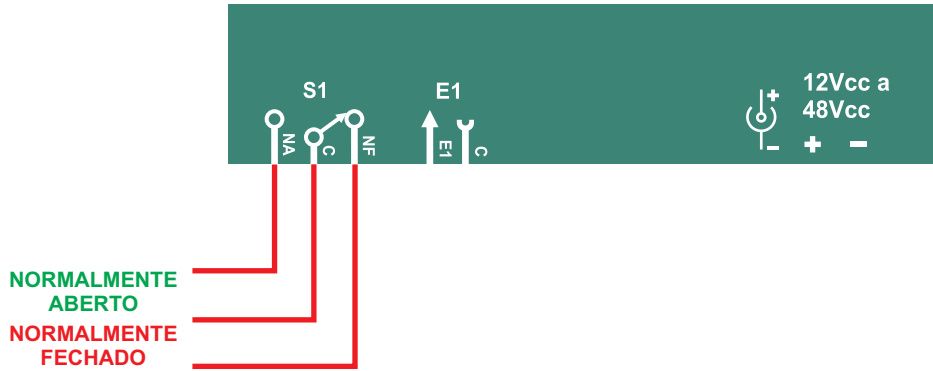 S1
E1
12Vcc a
48Vcc
+
-
+ -
NA
C
NF
E1
C
NORMALMENTE
ABERTO
NORMALMENTE
FECHADO